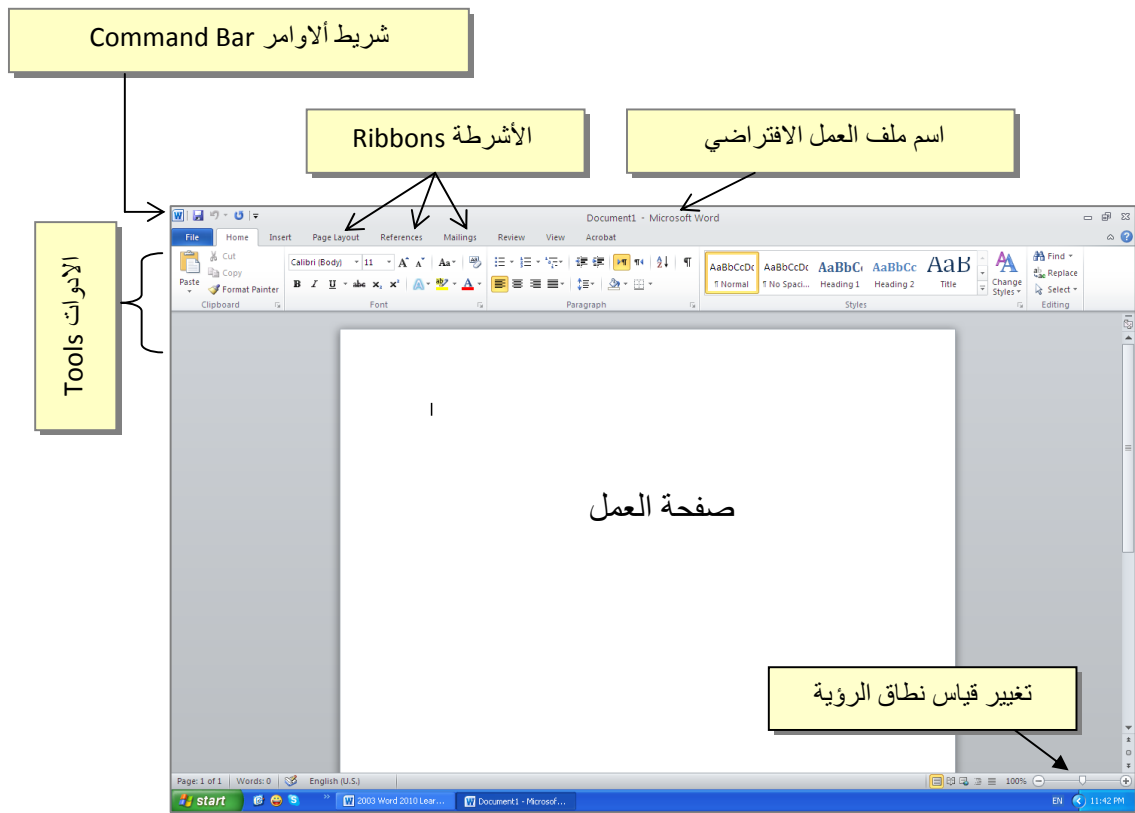 شريط ألاوامر Command Bar
الأشرطة Ribbons
اسم ملف العمل الافتراضي
Document1 - Microsoft Word
File Home Insert Page Layout References Mailings Review View Acrobat
الادوات Tools
Paste
Cut
Copy
Format Painter
Clipboard
Calibri (Body) 11
Font
Paragraph
AaBbCcDc AaBbCcDc AaBbC AaBbCc AaB
¶ Normal ¶ No Spaci... Heading 1 Heading 2 Title
Change Styles
Styles
Find
Replace
Select
Editing
صفحة العمل
تغيير قياس نطاق الرؤية
Page: 1 of 1 Words: 0 English (U.S.) 100%
start 2003 Word 2010 Lear... Document1 - Microsof... EN 11:42 PM